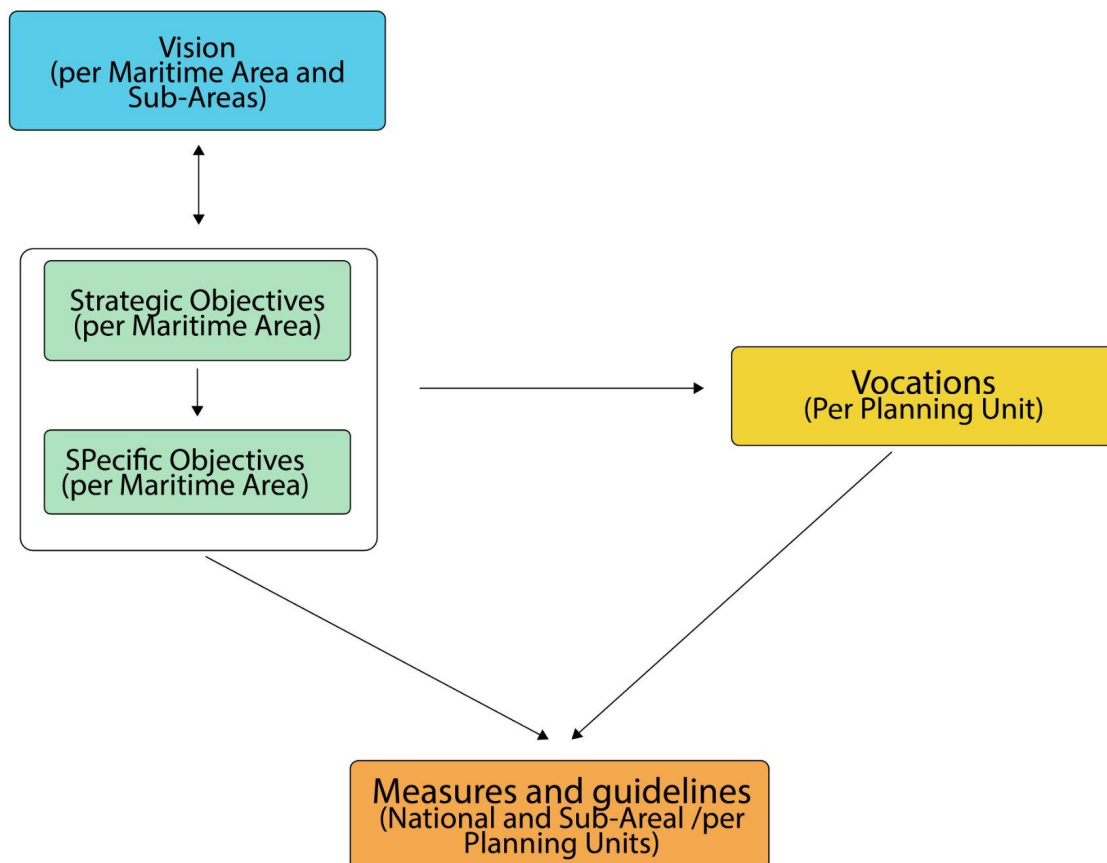 Vision
(per Maritime Area and
Sub-Areas)
Strategic Objectives
(per Maritime Area)
SPecific Objectives
(per Maritime Area)
Vocations
(Per Planning Unit)
Measures and guidelines
(National and Sub-Areal /per
Planning Units)